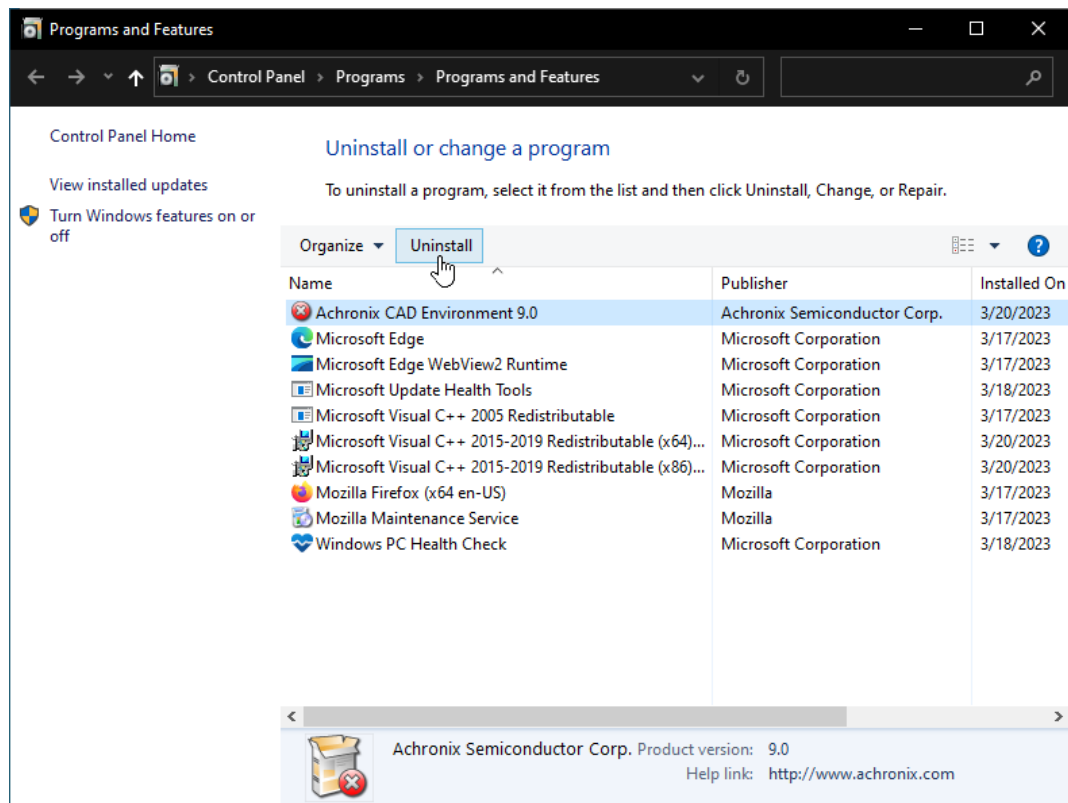 Programs and Features
Control Panel > Programs > Programs and Features
Control Panel Home
View installed updates
Turn Windows features on or
off
Uninstall or change a program
To uninstall a program, select it from the list and then click Uninstall, Change, or Repair.
Organize Uninstall
Name Publisher Installed On
Achronix CAD Environment 9.0 Achronix Semiconductor Corp. 3/20/2023
Microsoft Edge Microsoft Corporation 3/17/2023
Microsoft Edge WebView2 Runtime Microsoft Corporation 3/17/2023
Microsoft Update Health Tools Microsoft Corporation 3/18/2023
Microsoft Visual C++ 2005 Redistributable Microsoft Corporation 3/17/2023
Microsoft Visual C++ 2015-2019 Redistributable (x64)... Microsoft Corporation 3/20/2023
Microsoft Visual C++ 2015-2019 Redistributable (x86)... Microsoft Corporation 3/20/2023
Mozilla Firefox (x64 en-US) Mozilla 3/17/2023
Mozilla Maintenance Service Mozilla 3/17/2023
Windows PC Health Check Microsoft Corporation 3/18/2023
Achronix Semiconductor Corp. Product version: 9.0
Help link: http://www.achronix.com